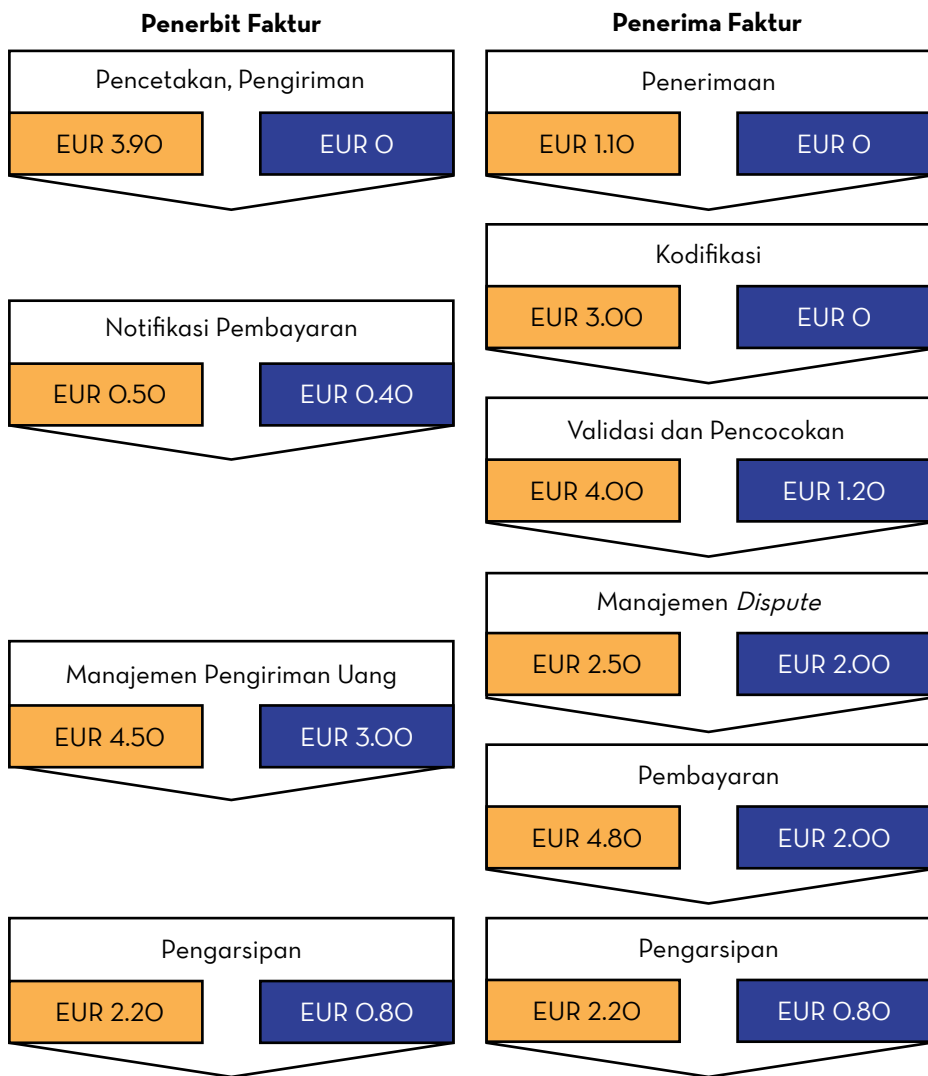 Penerbit Faktur
Pencetakan, Pengiriman
EUR 3.90
EUR 0
Notifikasi Pembayaran
EUR 0.50
EUR 0.40
Manajemen Pengiriman Uang
EUR 4.50
EUR 3.00
Pengarsipan
EUR 2.20
EUR 0.80
Penerima Faktur
Penerimaan
EUR 1.10
EUR 0
Kodifikasi
EUR 3.00
EUR 0
Validasi dan Pencocokan
EUR 4.00
EUR 1.20
Manajemen Dispute
EUR 2.50
EUR 2.00
Pembayaran
EUR 4.80
EUR 2.00
Pengarsipan
EUR 2.20
EUR 0.80